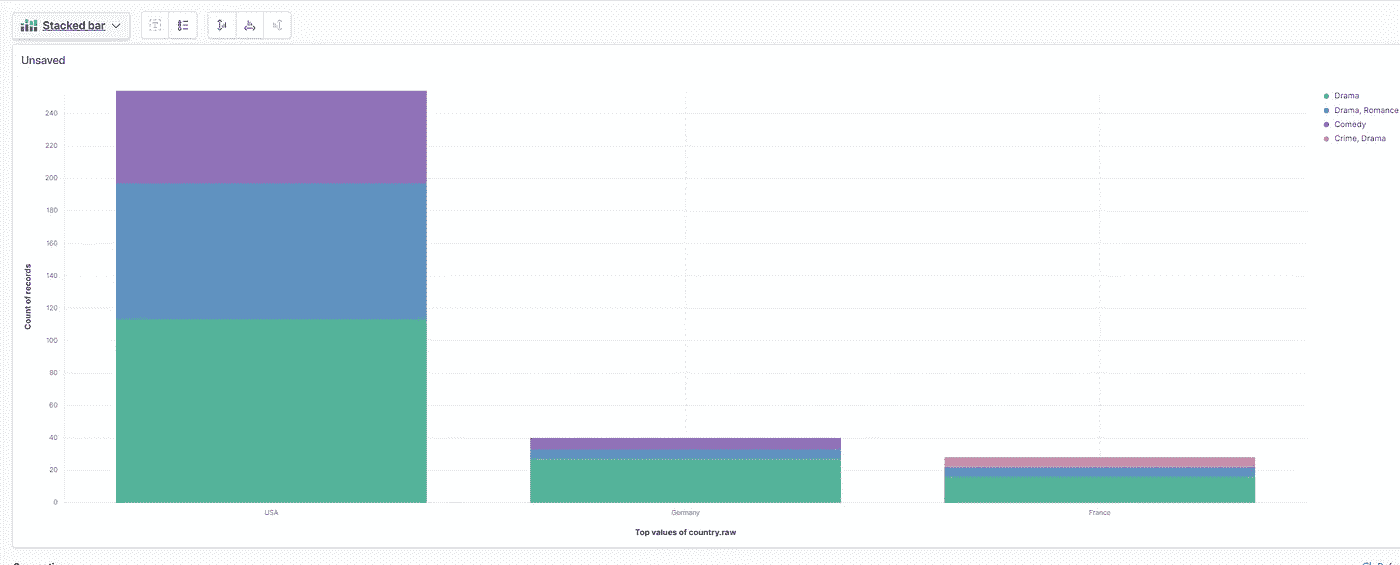 Stacked bar
Unsaved
Drama
Drama, Romance
Comedy
Crime, Drama
240
220
200
180
160
140
120
100
80
60
40
20
0
Count of records
USA
Germany
France
Top values of country.raw